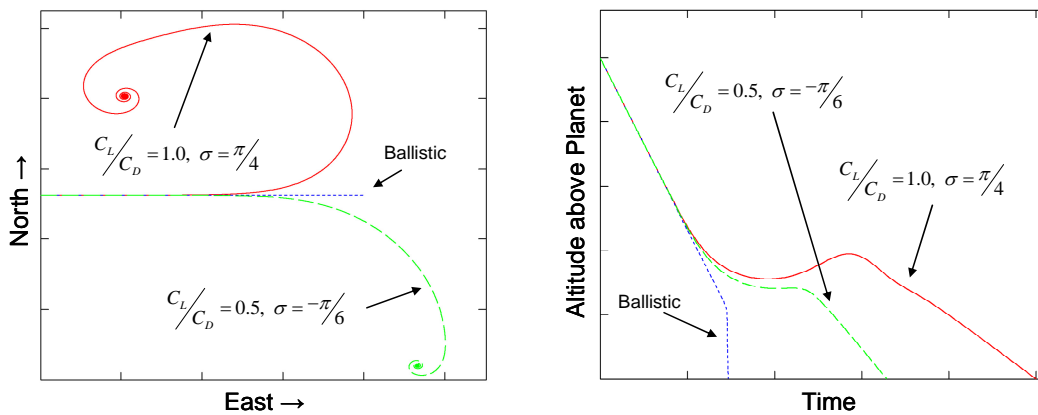 C_L/C_D = 1.0, σ = π/4
Ballistic
C_L/C_D = 0.5, σ = −π/6
North →
East →
C_L/C_D = 0.5, σ = −π/6
C_L/C_D = 1.0, σ = π/4
Ballistic
Altitude above Planet
Time